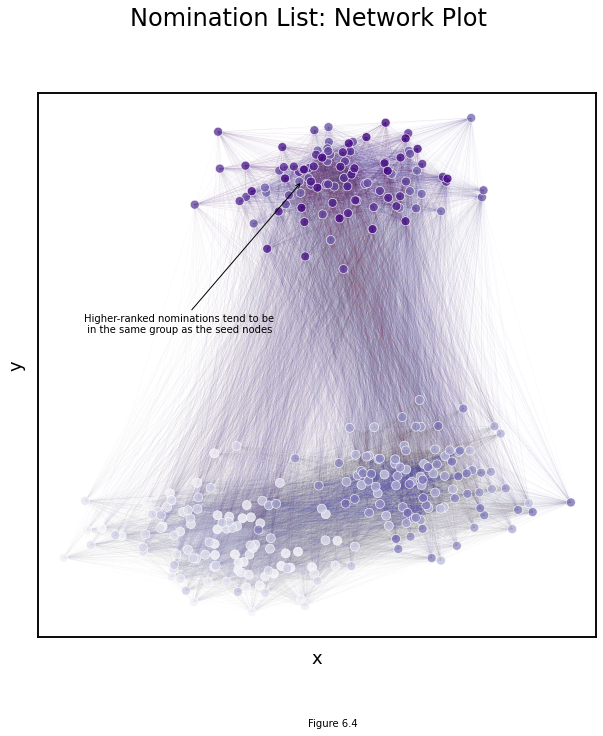 Nomination List: Network Plot
Higher-ranked nominations tend to be
in the same group as the seed nodes
y
x
Figure 6.4